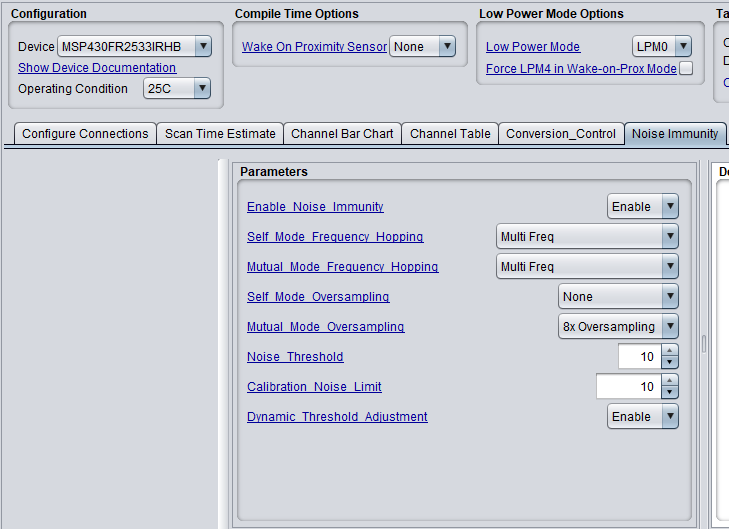 Configuration
Device MSP430FR2533IRHB
Show Device Documentation
Operating Condition 25C
Compile Time Options
Wake On Proximity Sensor None
Low Power Mode Options
Low Power Mode LPM0
Force LPM4 in Wake-on-Prox Mode
Ta
Configure Connections Scan Time Estimate Channel Bar Chart Channel Table Conversion_Control Noise Immunity
Parameters
Enable_Noise_Immunity Enable
Self_Mode_Frequency_Hopping Multi Freq
Mutual_Mode_Frequency_Hopping Multi Freq
Self_Mode_Oversampling None
Mutual_Mode_Oversampling 8x Oversampling
Noise_Threshold 10
Calibration_Noise_Limit 10
Dynamic_Threshold_Adjustment Enable